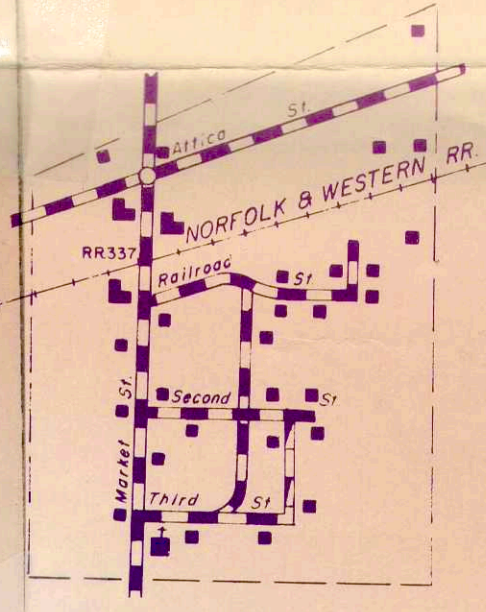 Attica St.
NORFOLK & WESTERN RR.
RR337
Railroad St.
Second St.
Market St.
Third St.